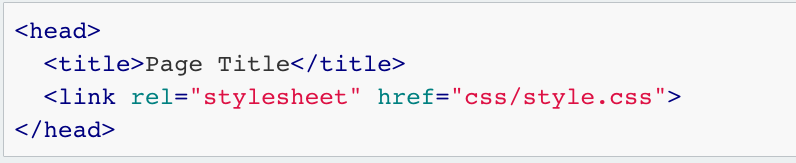 <head>
  <title>Page Title</title>
  <link rel="stylesheet" href="css/style.css">
</head>